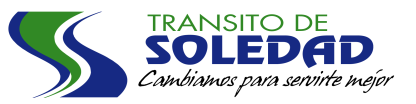 TRANSITO DE
SOLEDAD
Cambiamos para servirte mejor